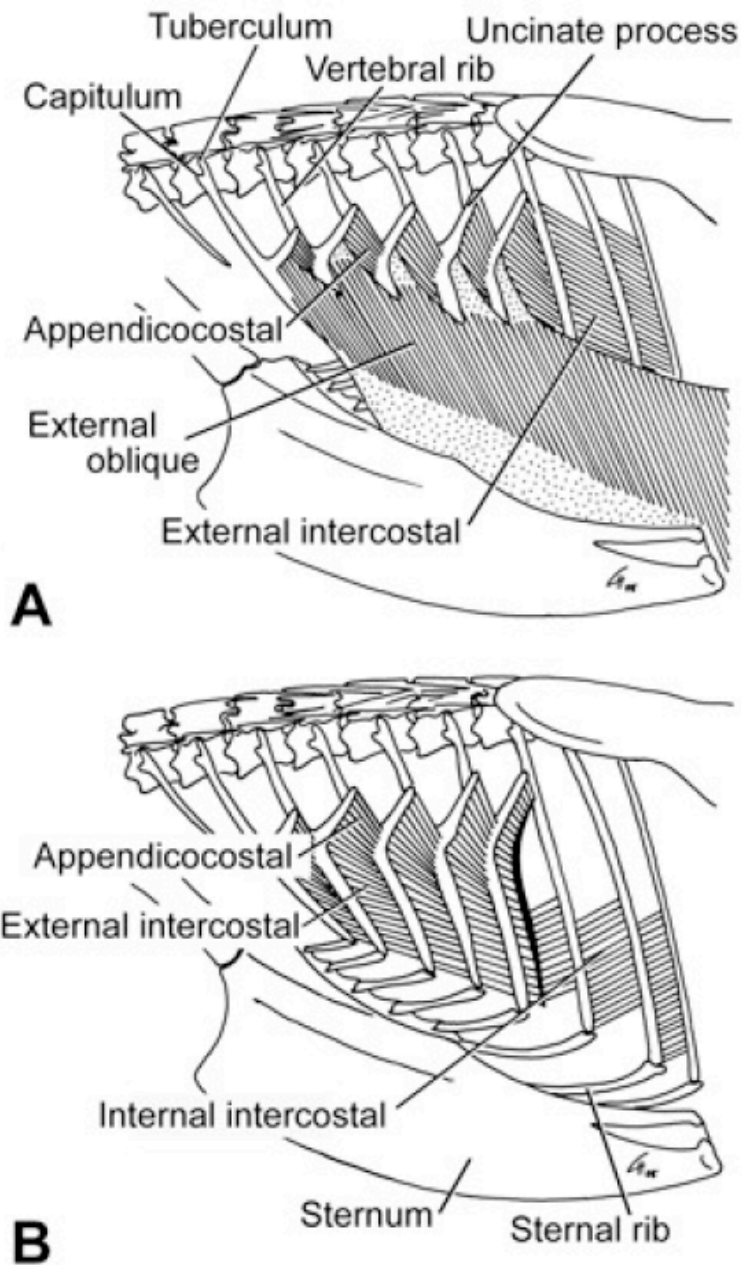 Tuberculum
Uncinate process
Vertebral rib
Capitulum
Appendicocostal
External
oblique
External intercostal
A
Appendicocostal
External intercostal
Internal intercostal
Sternum
Sternal rib
B